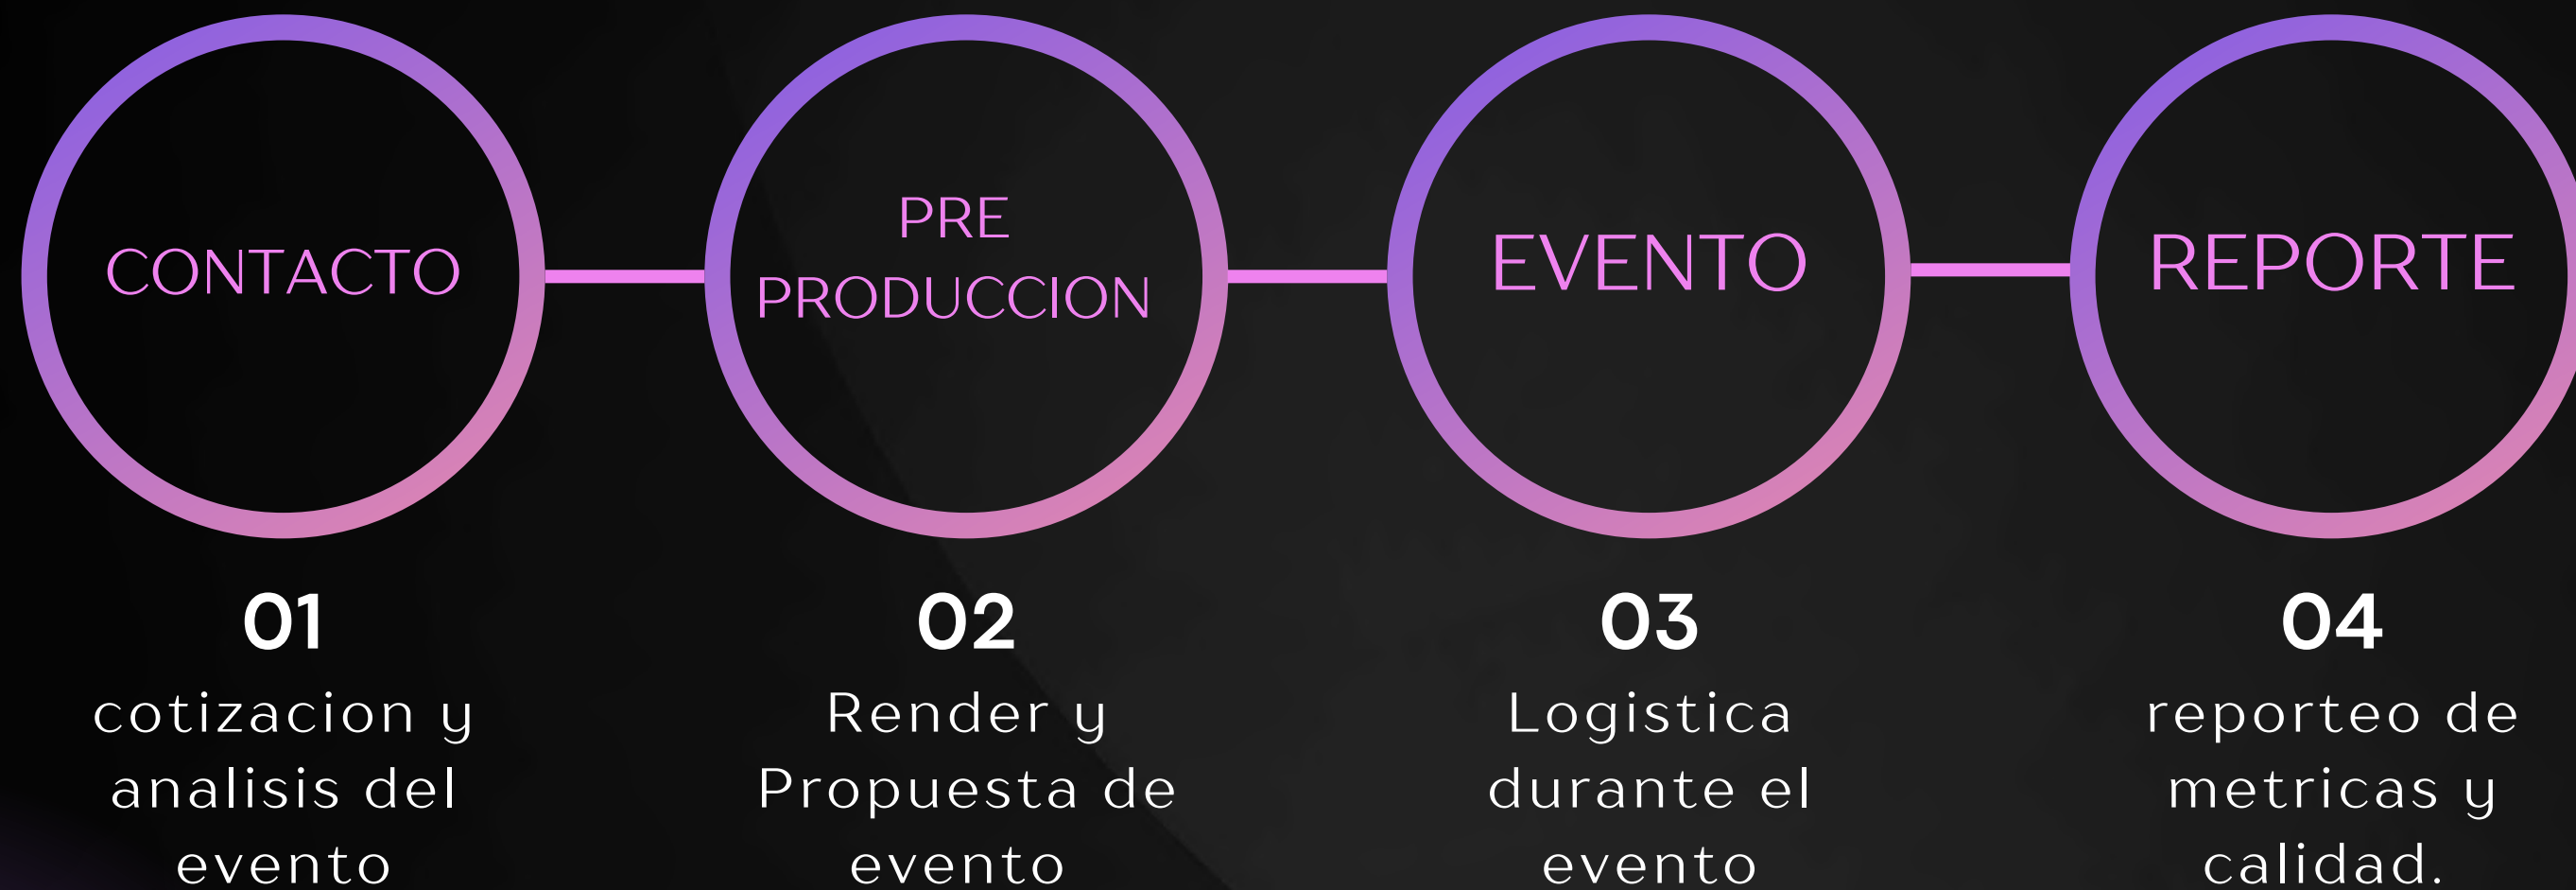 CONTACTO
01
cotizacion y
analisis del
evento
PRE
PRODUCCION
02
Render y
Propuesta de
evento
EVENTO
03
Logistica
durante el
evento
REPORTE
04
reporteo de
metricas y
calidad.